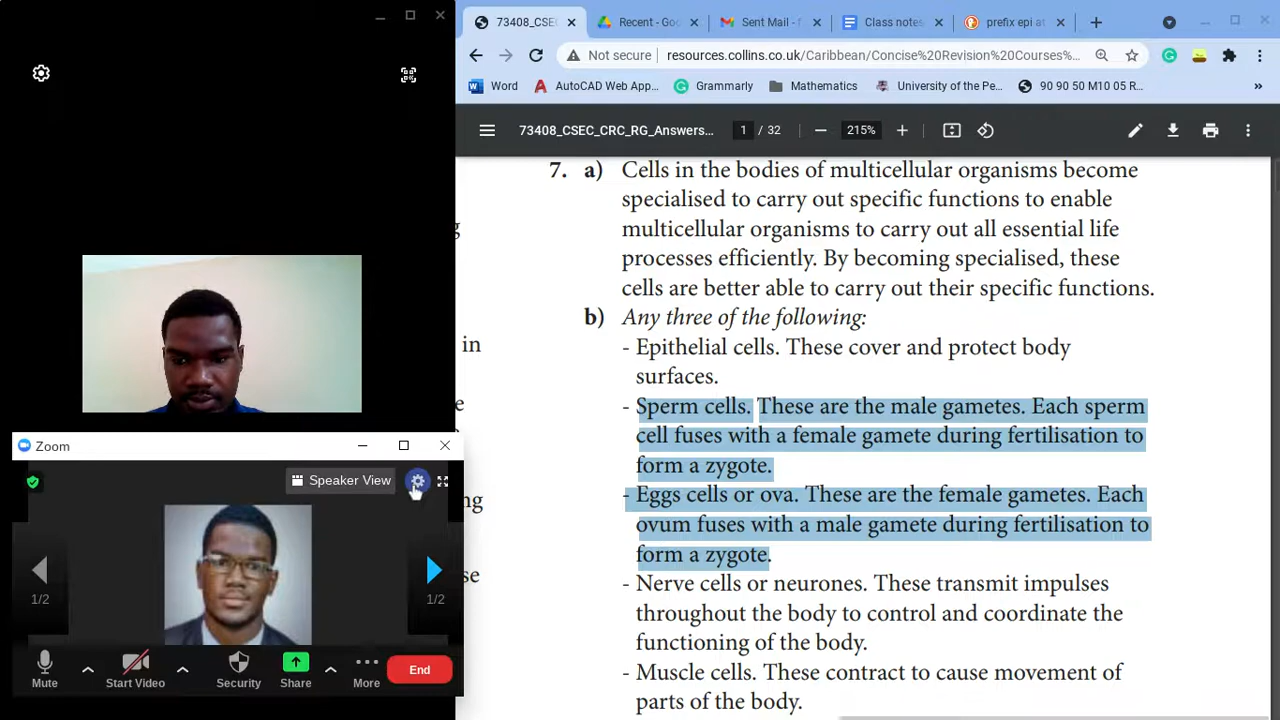 73408_CSE
Recent - Goo
Sent Mail - f
Class notes
prefix epi at
Not secure
resources.collins.co.uk/Caribbean/Concise%20Revision%20Courses%...
Word
AutoCAD Web App...
Grammarly
Mathematics
University of the Pe...
90 90 50 M10 05 R...
»
73408_CSEC_CRC_RG_Answers...
1 / 32
215%
7. a) Cells in the bodies of multicellular organisms become
specialised to carry out specific functions to enable
multicellular organisms to carry out all essential life
processes efficiently. By becoming specialised, these
cells are better able to carry out their specific functions.
b) Any three of the following:
- Epithelial cells. These cover and protect body
surfaces.
- Sperm cells. These are the male gametes. Each sperm
cell fuses with a female gamete during fertilisation to
form a zygote.
- Eggs cells or ova. These are the female gametes. Each
ovum fuses with a male gamete during fertilisation to
form a zygote.
- Nerve cells or neurones. These transmit impulses
throughout the body to control and coordinate the
functioning of the body.
- Muscle cells. These contract to cause movement of
parts of the body.
g
in
e
ng
se
Zoom
Speaker View
1/2
1/2
Mute
Start Video
Security
Share
More
End